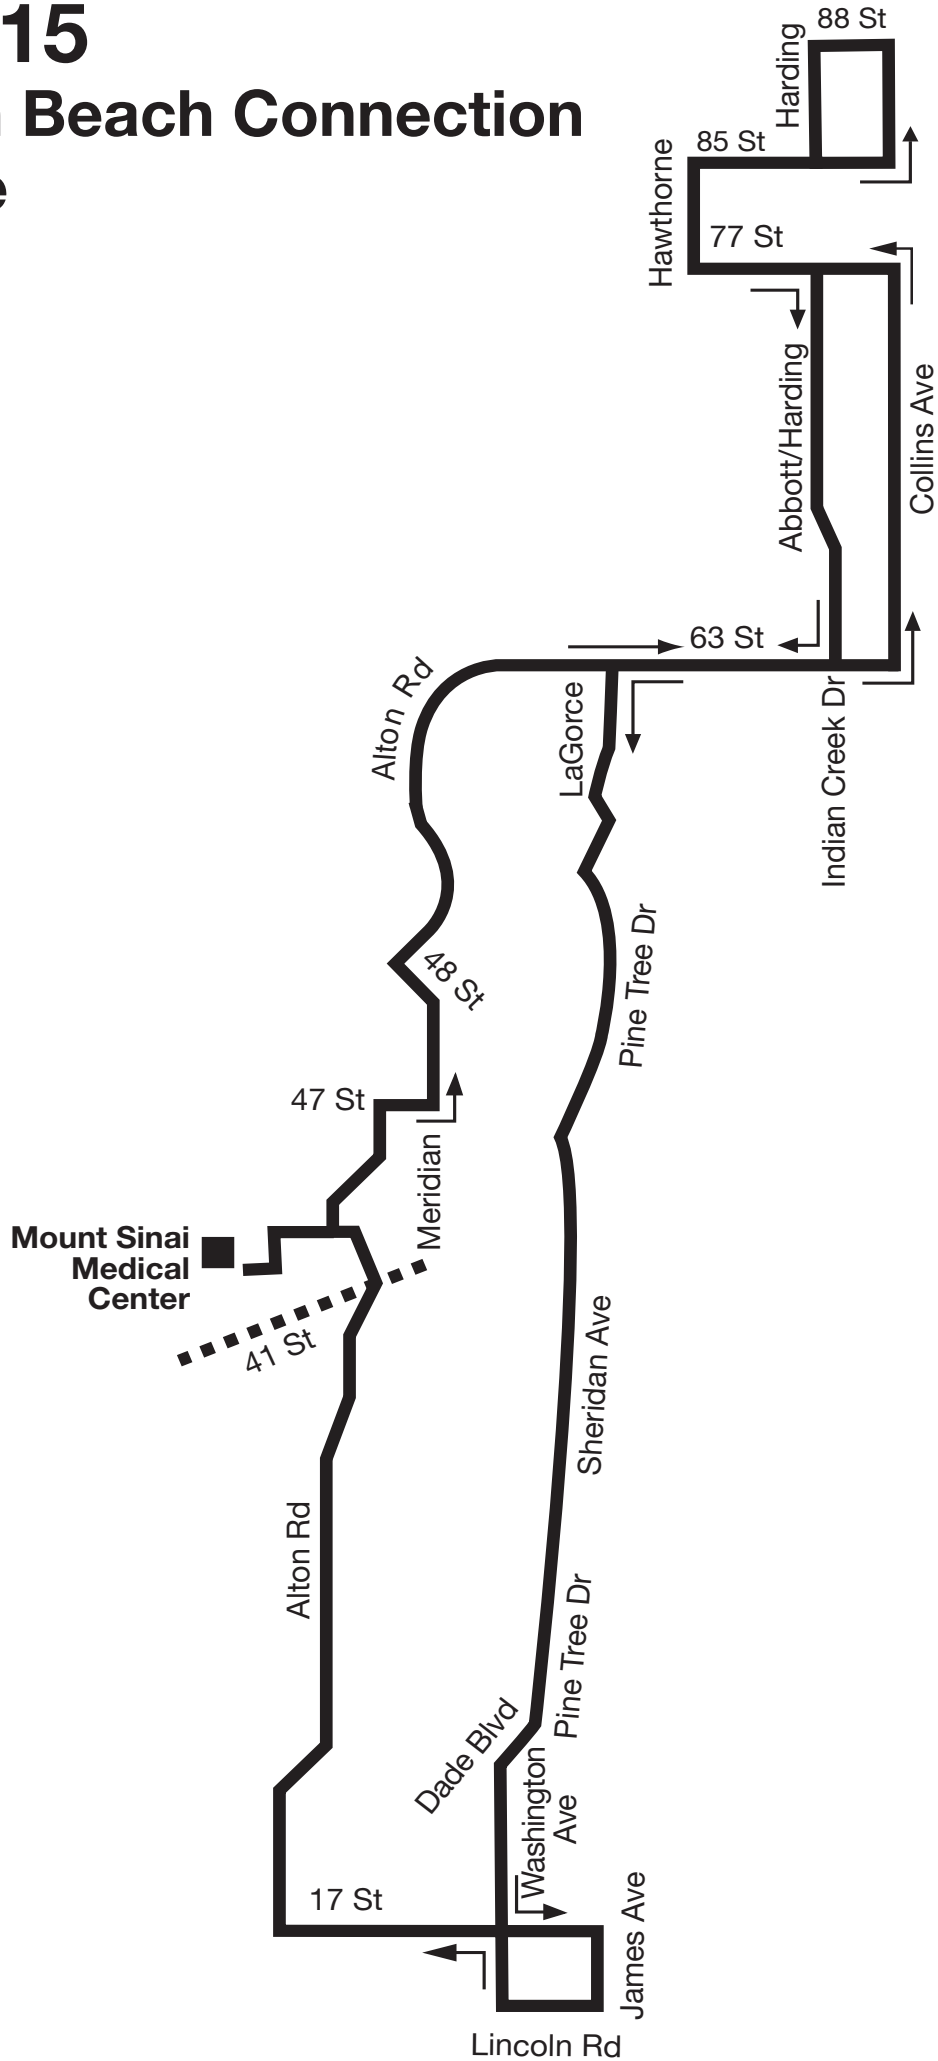 15
Beach Connection
88 St
Harding
85 St
Hawthorne
77 St
Abbott/Harding
Collins Ave
63 St
Alton Rd
LaGorce
Indian Creek Dr
48 St
Pine Tree Dr
47 St
Meridian
Mount Sinai
Medical
Center
41 St
Sheridan Ave
Alton Rd
Pine Tree Dr
Dade Blvd
Washington
Ave
17 St
James Ave
Lincoln Rd